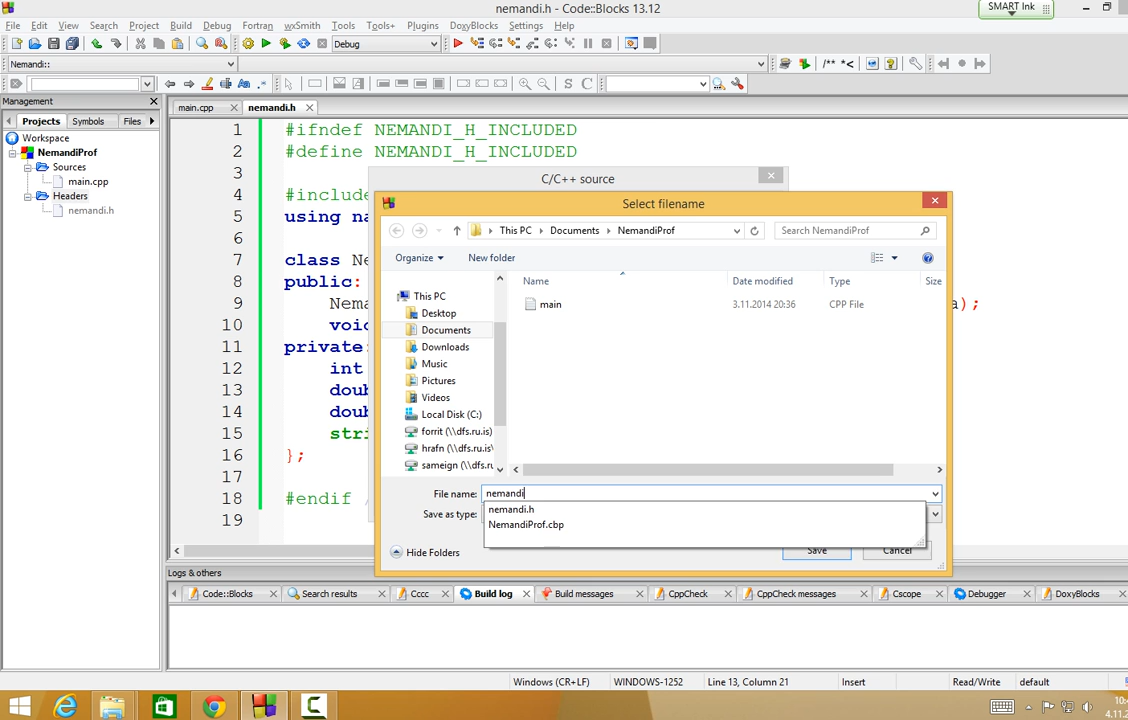 nemandi.h - Code::Blocks 13.12
SMART Ink
File Edit View Search Project Build Debug Fortran wxSmith Tools Tools+ Plugins DoxyBlocks Settings Help
Debug
Nemandi::
/** *<
S C
Management
main.cpp nemandi.h
Projects Symbols Files
Workspace
NemandiProf
Sources
main.cpp
Headers
nemandi.h
1 #ifndef NEMANDI_H_INCLUDED
2 #define NEMANDI_H_INCLUDED
3
4 #include
5 using na
6
7 class Ne
8 public:
9 Nema a);
10 void
11 private:
12 int
13 doub
14 doub
15 stri
16 };
17
18 #endif /
19
C/C++ source
Select filename
This PC Documents NemandiProf
Search NemandiProf
Organize New folder
Name Date modified Type Size
main 3.11.2014 20:36 CPP File
This PC
Desktop
Documents
Downloads
Music
Pictures
Videos
Local Disk (C:)
forrit (\\dfs.ru.is)
hrafn (\\dfs.ru.is\
sameign (\\dfs.ru
File name: nemandi
Save as type:
nemandi.h
NemandiProf.cbp
Hide Folders
Save Cancel
Logs & others
Code::Blocks Search results Cccc Build log Build messages CppCheck CppCheck messages Cscope Debugger DoxyBlocks
Windows (CR+LF) WINDOWS-1252 Line 13, Column 21 Insert Read/Write default
10:4
4.11.2